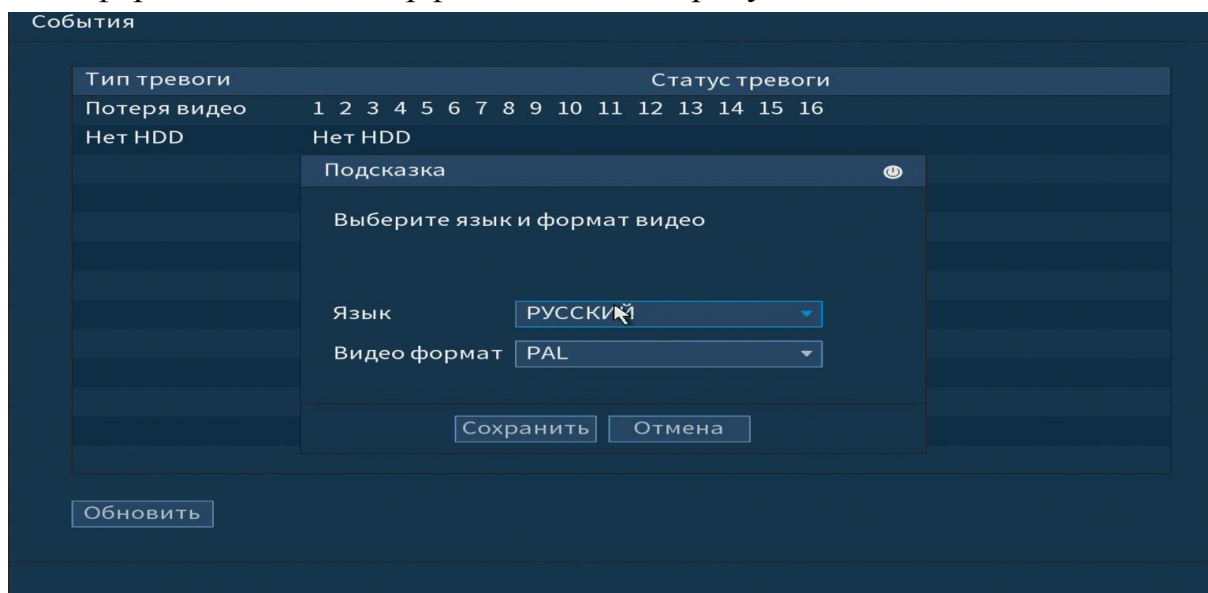 События
Тип тревоги Статус тревоги
Потеря видео 1 2 3 4 5 6 7 8 9 10 11 12 13 14 15 16
Нет HDD Нет HDD
Подсказка
Выберите язык и формат видео
Язык РУССКИЙ
Видео формат PAL
Сохранить Отмена
Обновить